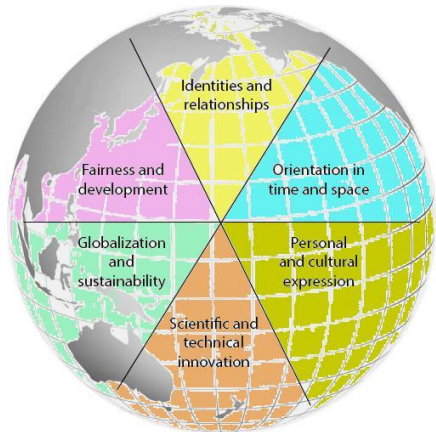 Identities and
relationships
Fairness and
development
Orientation in
time and space
Globalization
and
sustainability
Personal
and cultural
expression
Scientific and
technical
innovation